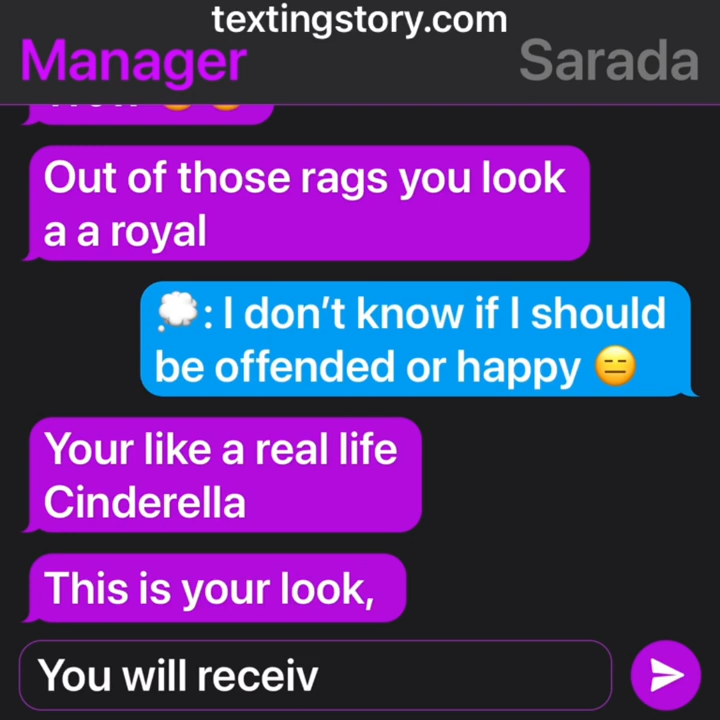 textingstory.com
Manager
Sarada
Out of those rags you look
a a royal
: I don't know if I should
be offended or happy 😑
Your like a real life
Cinderella
This is your look,
You will receiv